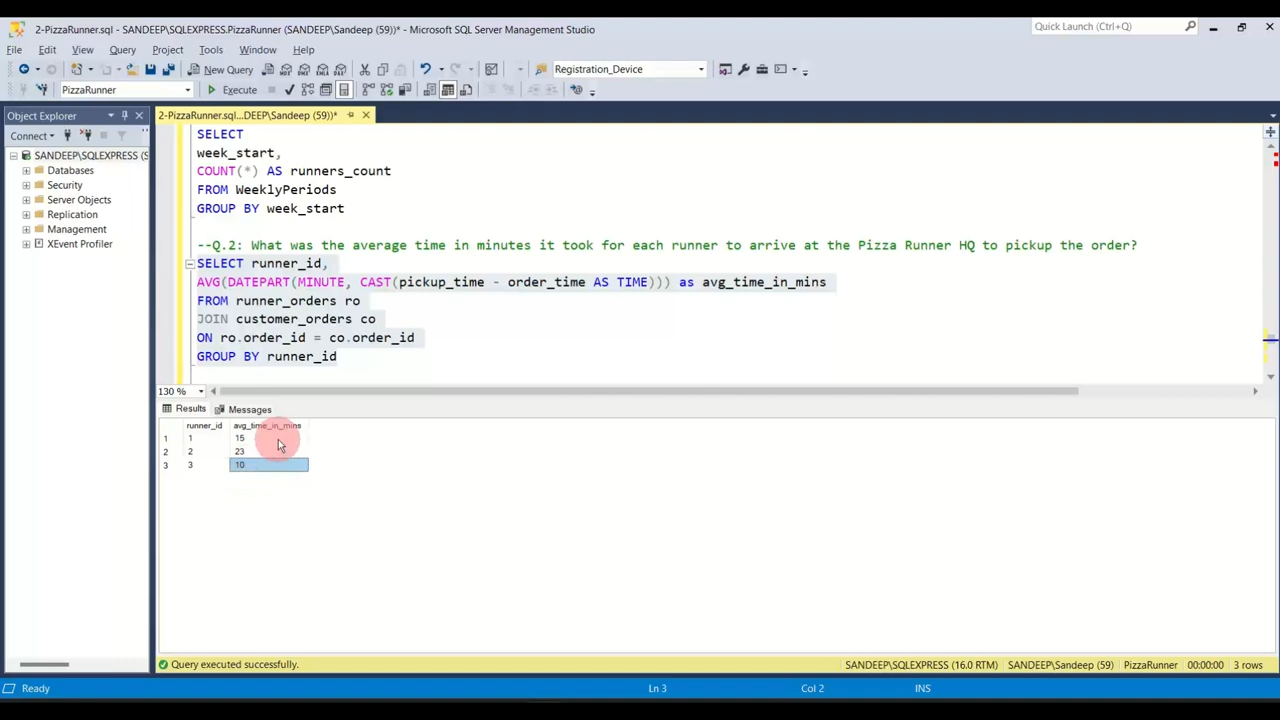 2-PizzaRunner.sql - SANDEEP\SQLEXPRESS.PizzaRunner (SANDEEP\Sandeep (59))* - Microsoft SQL Server Management Studio
Quick Launch (Ctrl+Q)
File Edit View Query Project Tools Window Help
New Query
Registration_Device
PizzaRunner
Execute
Object Explorer
2-PizzaRunner.sql...DEEP\Sandeep (59))*
Connect
SANDEEP\SQLEXPRESS (S
Databases
Security
Server Objects
Replication
Management
XEvent Profiler
SELECT
week_start,
COUNT(*) AS runners_count
FROM WeeklyPeriods
GROUP BY week_start
--Q.2: What was the average time in minutes it took for each runner to arrive at the Pizza Runner HQ to pickup the order?
SELECT runner_id,
AVG(DATEPART(MINUTE, CAST(pickup_time - order_time AS TIME))) as avg_time_in_mins
FROM runner_orders ro
JOIN customer_orders co
ON ro.order_id = co.order_id
GROUP BY runner_id
130 %
Results Messages
runner_id avg_time_in_mins
1 1 15
2 2 23
3 3 10
Query executed successfully.
SANDEEP\SQLEXPRESS (16.0 RTM) SANDEEP\Sandeep (59) PizzaRunner 00:00:00 3 rows
Ready Ln 3 Col 2 INS